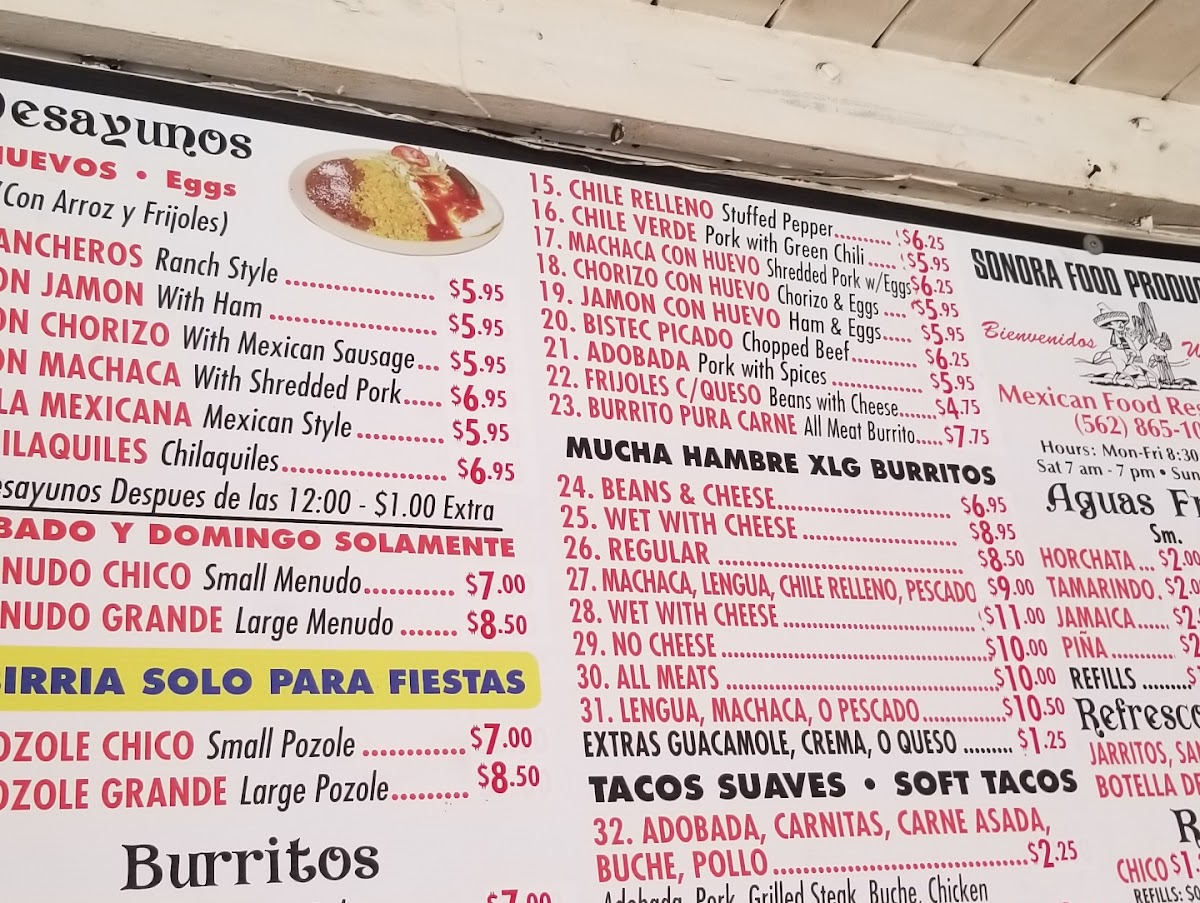 Desayunos
HUEVOS • Eggs
(Con Arroz y Frijoles)
ANCHEROS Ranch Style .................. $5.95
ON JAMON With Ham .................. $5.95
ON CHORIZO With Mexican Sausage... $5.95
ON MACHACA With Shredded Pork...... $6.95
LA MEXICANA Mexican Style ............ $5.95
ILAQUILES Chilaquiles.................... $6.95
esayunos Despues de las 12:00 - $1.00 Extra
BADO Y DOMINGO SOLAMENTE
NUDO CHICO Small Menudo............ $7.00
NUDO GRANDE Large Menudo ....... $8.50
BIRRIA SOLO PARA FIESTAS
OZOLE CHICO Small Pozole ............. $7.00
OZOLE GRANDE Large Pozole......... $8.50
Burritos
$7.00
15. CHILE RELLENO Stuffed Pepper.......... $6.25
16. CHILE VERDE Pork with Green Chili ..... $5.95
17. MACHACA CON HUEVO Shredded Pork w/Eggs $6.25
18. CHORIZO CON HUEVO Chorizo & Eggs .... $5.95
19. JAMON CON HUEVO Ham & Eggs..... $5.95
20. BISTEC PICADO Chopped Beef........... $6.25
21. ADOBADA Pork with Spices .............. $5.95
22. FRIJOLES C/QUESO Beans with Cheese...... $4.75
23. BURRITO PURA CARNE All Meat Burrito..... $7.75
MUCHA HAMBRE XLG BURRITOS
24. BEANS & CHEESE.......................... $6.95
25. WET WITH CHEESE ....................... $8.95
26. REGULAR .................................... $8.50
27. MACHACA, LENGUA, CHILE RELLENO, PESCADO $9.00
28. WET WITH CHEESE ............................ $11.00
29. NO CHEESE ...................................... $10.00
30. ALL MEATS ...................................... $10.00
31. LENGUA, MACHACA, O PESCADO............. $10.50
EXTRAS GUACAMOLE, CREMA, O QUESO ......... $1.25
TACOS SUAVES • SOFT TACOS
32. ADOBADA, CARNITAS, CARNE ASADA,
BUCHE, POLLO.................................... $2.25
Adobada, Pork, Grilled Steak, Buche, Chicken
SONORA FOOD PRODU
Bienvenidos
Mexican Food Res
(562) 865-10
Hours: Mon-Fri 8:30
Sat 7 am - 7 pm • Sun
Aguas Fr
Sm.
HORCHATA ... $2.00
TAMARINDO. $2.0
JAMAICA...... $2.
PIÑA ........... $2
REFILLS ........ $
Refresco
JARRITOS, SA
BOTELLA DE
R
CHICO $1.
REFILLS: $0